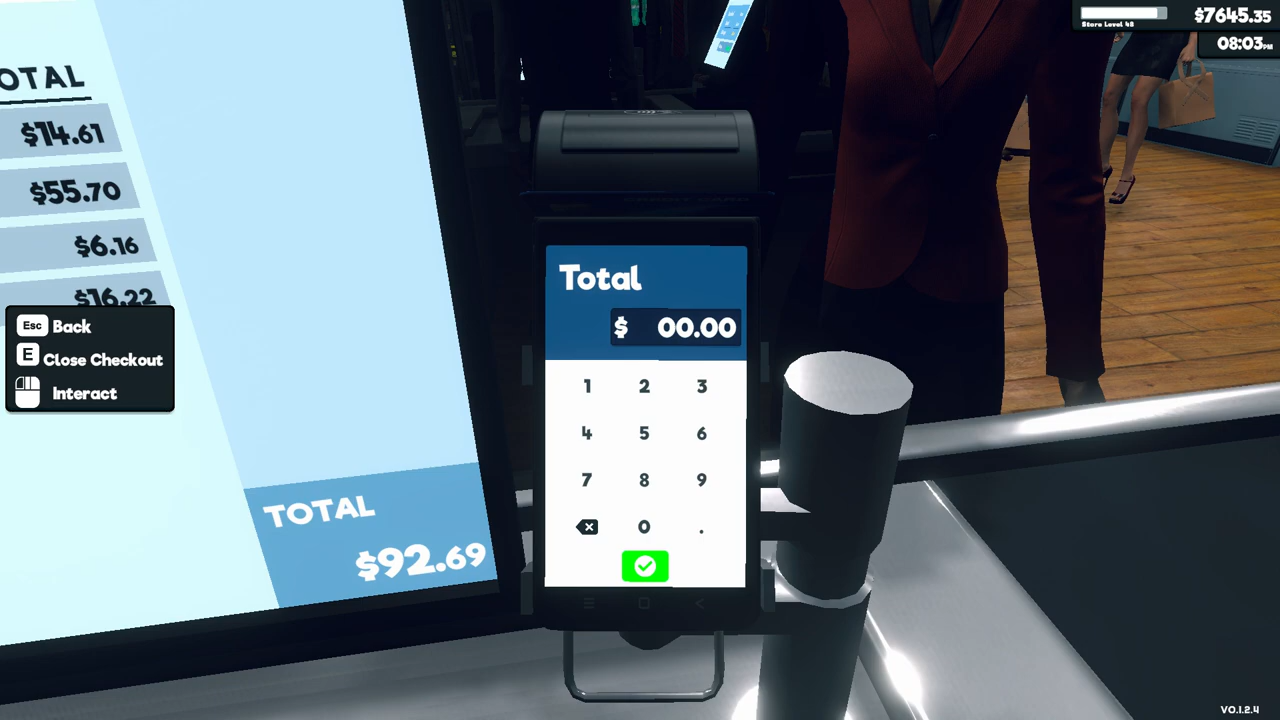 OTAL
$14.61
$55.70
$6.16
$16.22
Esc Back
E Close Checkout
Interact
TOTAL
$92.69
Total
$ 00.00
1 2 3
4 5 6
7 8 9
0 .
Store Level 48
$7645.35
08:03PM
V0.1.2.4